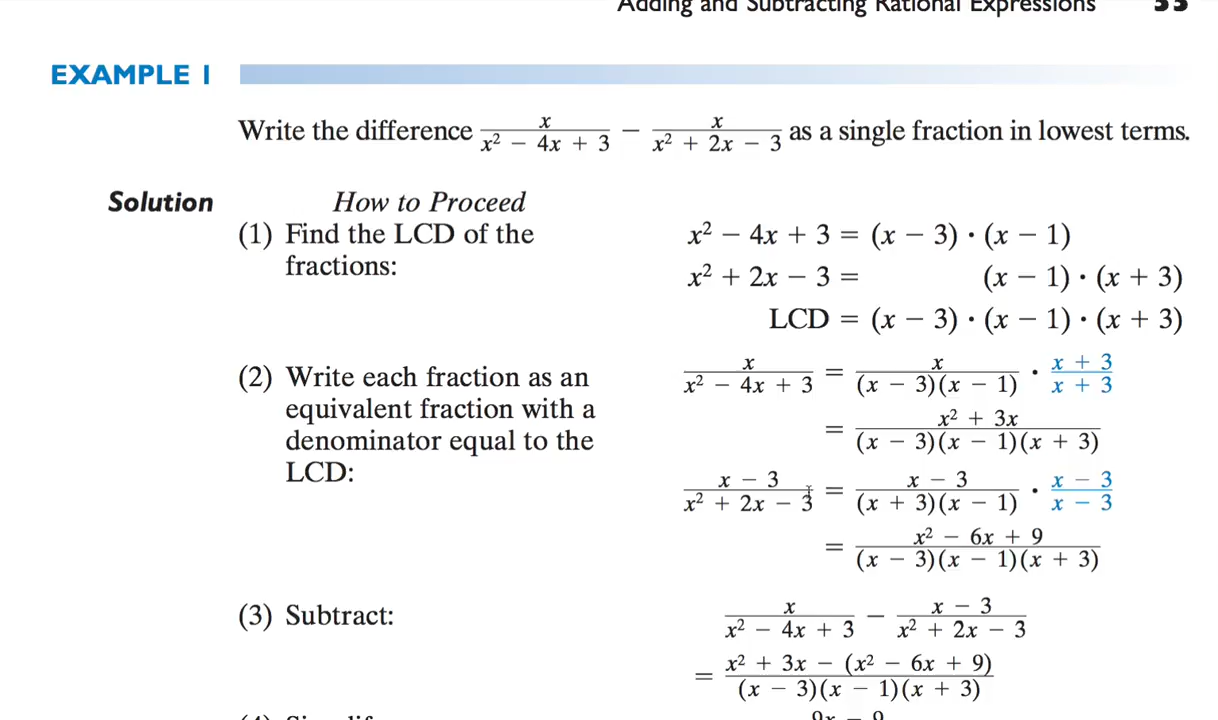 Adding and Subtracting Rational Expressions 53
EXAMPLE 1
Write the difference x/(x² − 4x + 3) − x/(x² + 2x − 3) as a single fraction in lowest terms.
Solution How to Proceed
(1) Find the LCD of the x² − 4x + 3 = (x − 3) · (x − 1)
fractions: x² + 2x − 3 = (x − 1) · (x + 3)
LCD = (x − 3) · (x − 1) · (x + 3)
(2) Write each fraction as an x/(x² − 4x + 3) = x/((x − 3)(x − 1)) · (x + 3)/(x + 3)
equivalent fraction with a = (x² + 3x)/((x − 3)(x − 1)(x + 3))
denominator equal to the
LCD: (x − 3)/(x² + 2x − 3) = (x − 3)/((x + 3)(x − 1)) · (x − 3)/(x − 3)
= (x² − 6x + 9)/((x − 3)(x − 1)(x + 3))
(3) Subtract: x/(x² − 4x + 3) − (x − 3)/(x² + 2x − 3)
= (x² + 3x − (x² − 6x + 9))/((x − 3)(x − 1)(x + 3))
9x − 9